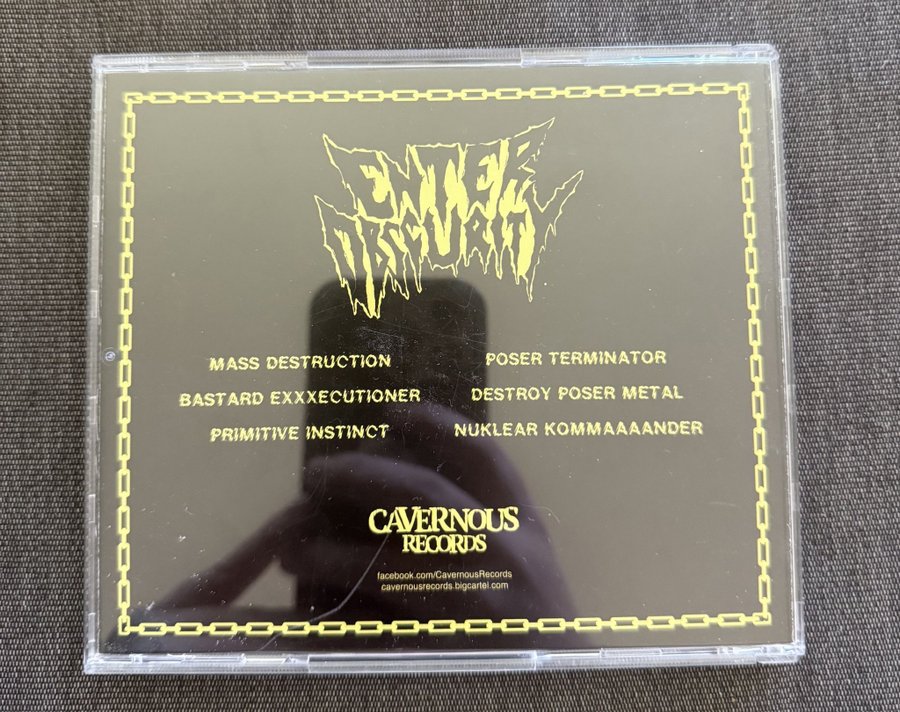 ENTER
OBSCURITY
MASS DESTRUCTION
BASTARD EXXXECUTIONER
PRIMITIVE INSTINCT
POSER TERMINATOR
DESTROY POSER METAL
NUKLEAR KOMMAAAANDER
CAVERNOUS
RECORDS
facebook.com/CavernousRecords
cavernousrecords.bigcartel.com